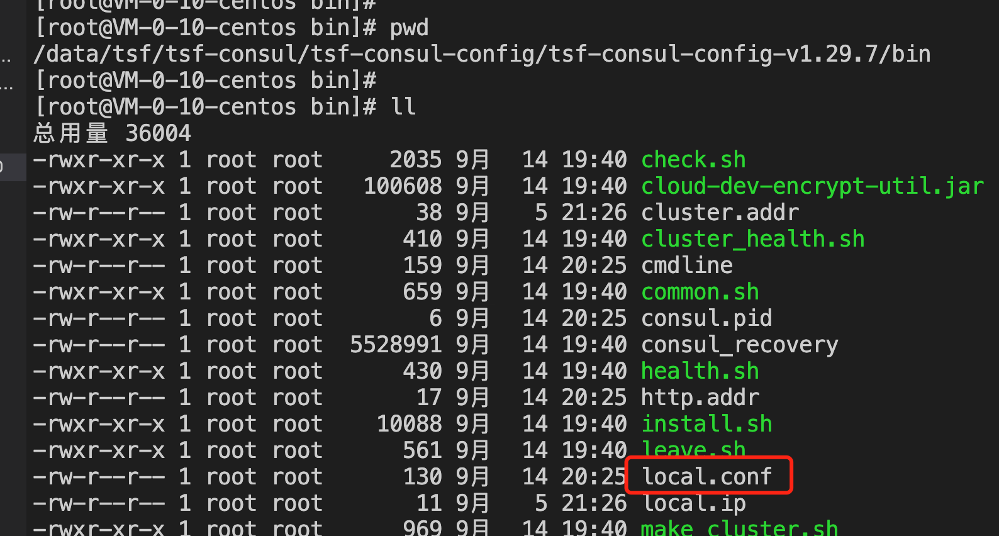 [root@VM-0-10-centos bin]#
[root@VM-0-10-centos bin]# pwd
/data/tsf/tsf-consul/tsf-consul-config/tsf-consul-config-v1.29.7/bin
[root@VM-0-10-centos bin]#
[root@VM-0-10-centos bin]# ll
总用量 36004
-rwxr-xr-x 1 root root 2035 9月 14 19:40 check.sh
-rwxr-xr-x 1 root root 100608 9月 14 19:40 cloud-dev-encrypt-util.jar
-rw-r--r-- 1 root root 38 9月 5 21:26 cluster.addr
-rwxr-xr-x 1 root root 410 9月 14 19:40 cluster_health.sh
-rw-r--r-- 1 root root 159 9月 14 20:25 cmdline
-rwxr-xr-x 1 root root 659 9月 14 19:40 common.sh
-rw-r--r-- 1 root root 6 9月 14 20:25 consul.pid
-rw-r--r-- 1 root root 5528991 9月 14 19:40 consul_recovery
-rwxr-xr-x 1 root root 430 9月 14 19:40 health.sh
-rw-r--r-- 1 root root 17 9月 14 20:25 http.addr
-rwxr-xr-x 1 root root 10088 9月 14 19:40 install.sh
-rwxr-xr-x 1 root root 561 9月 14 19:40 leave.sh
-rw-r--r-- 1 root root 130 9月 14 20:25 local.conf
-rw-r--r-- 1 root root 11 9月 5 21:26 local.ip
-rwxr-xr-x 1 root root 969 9月 14 19:40 make_cluster.sh